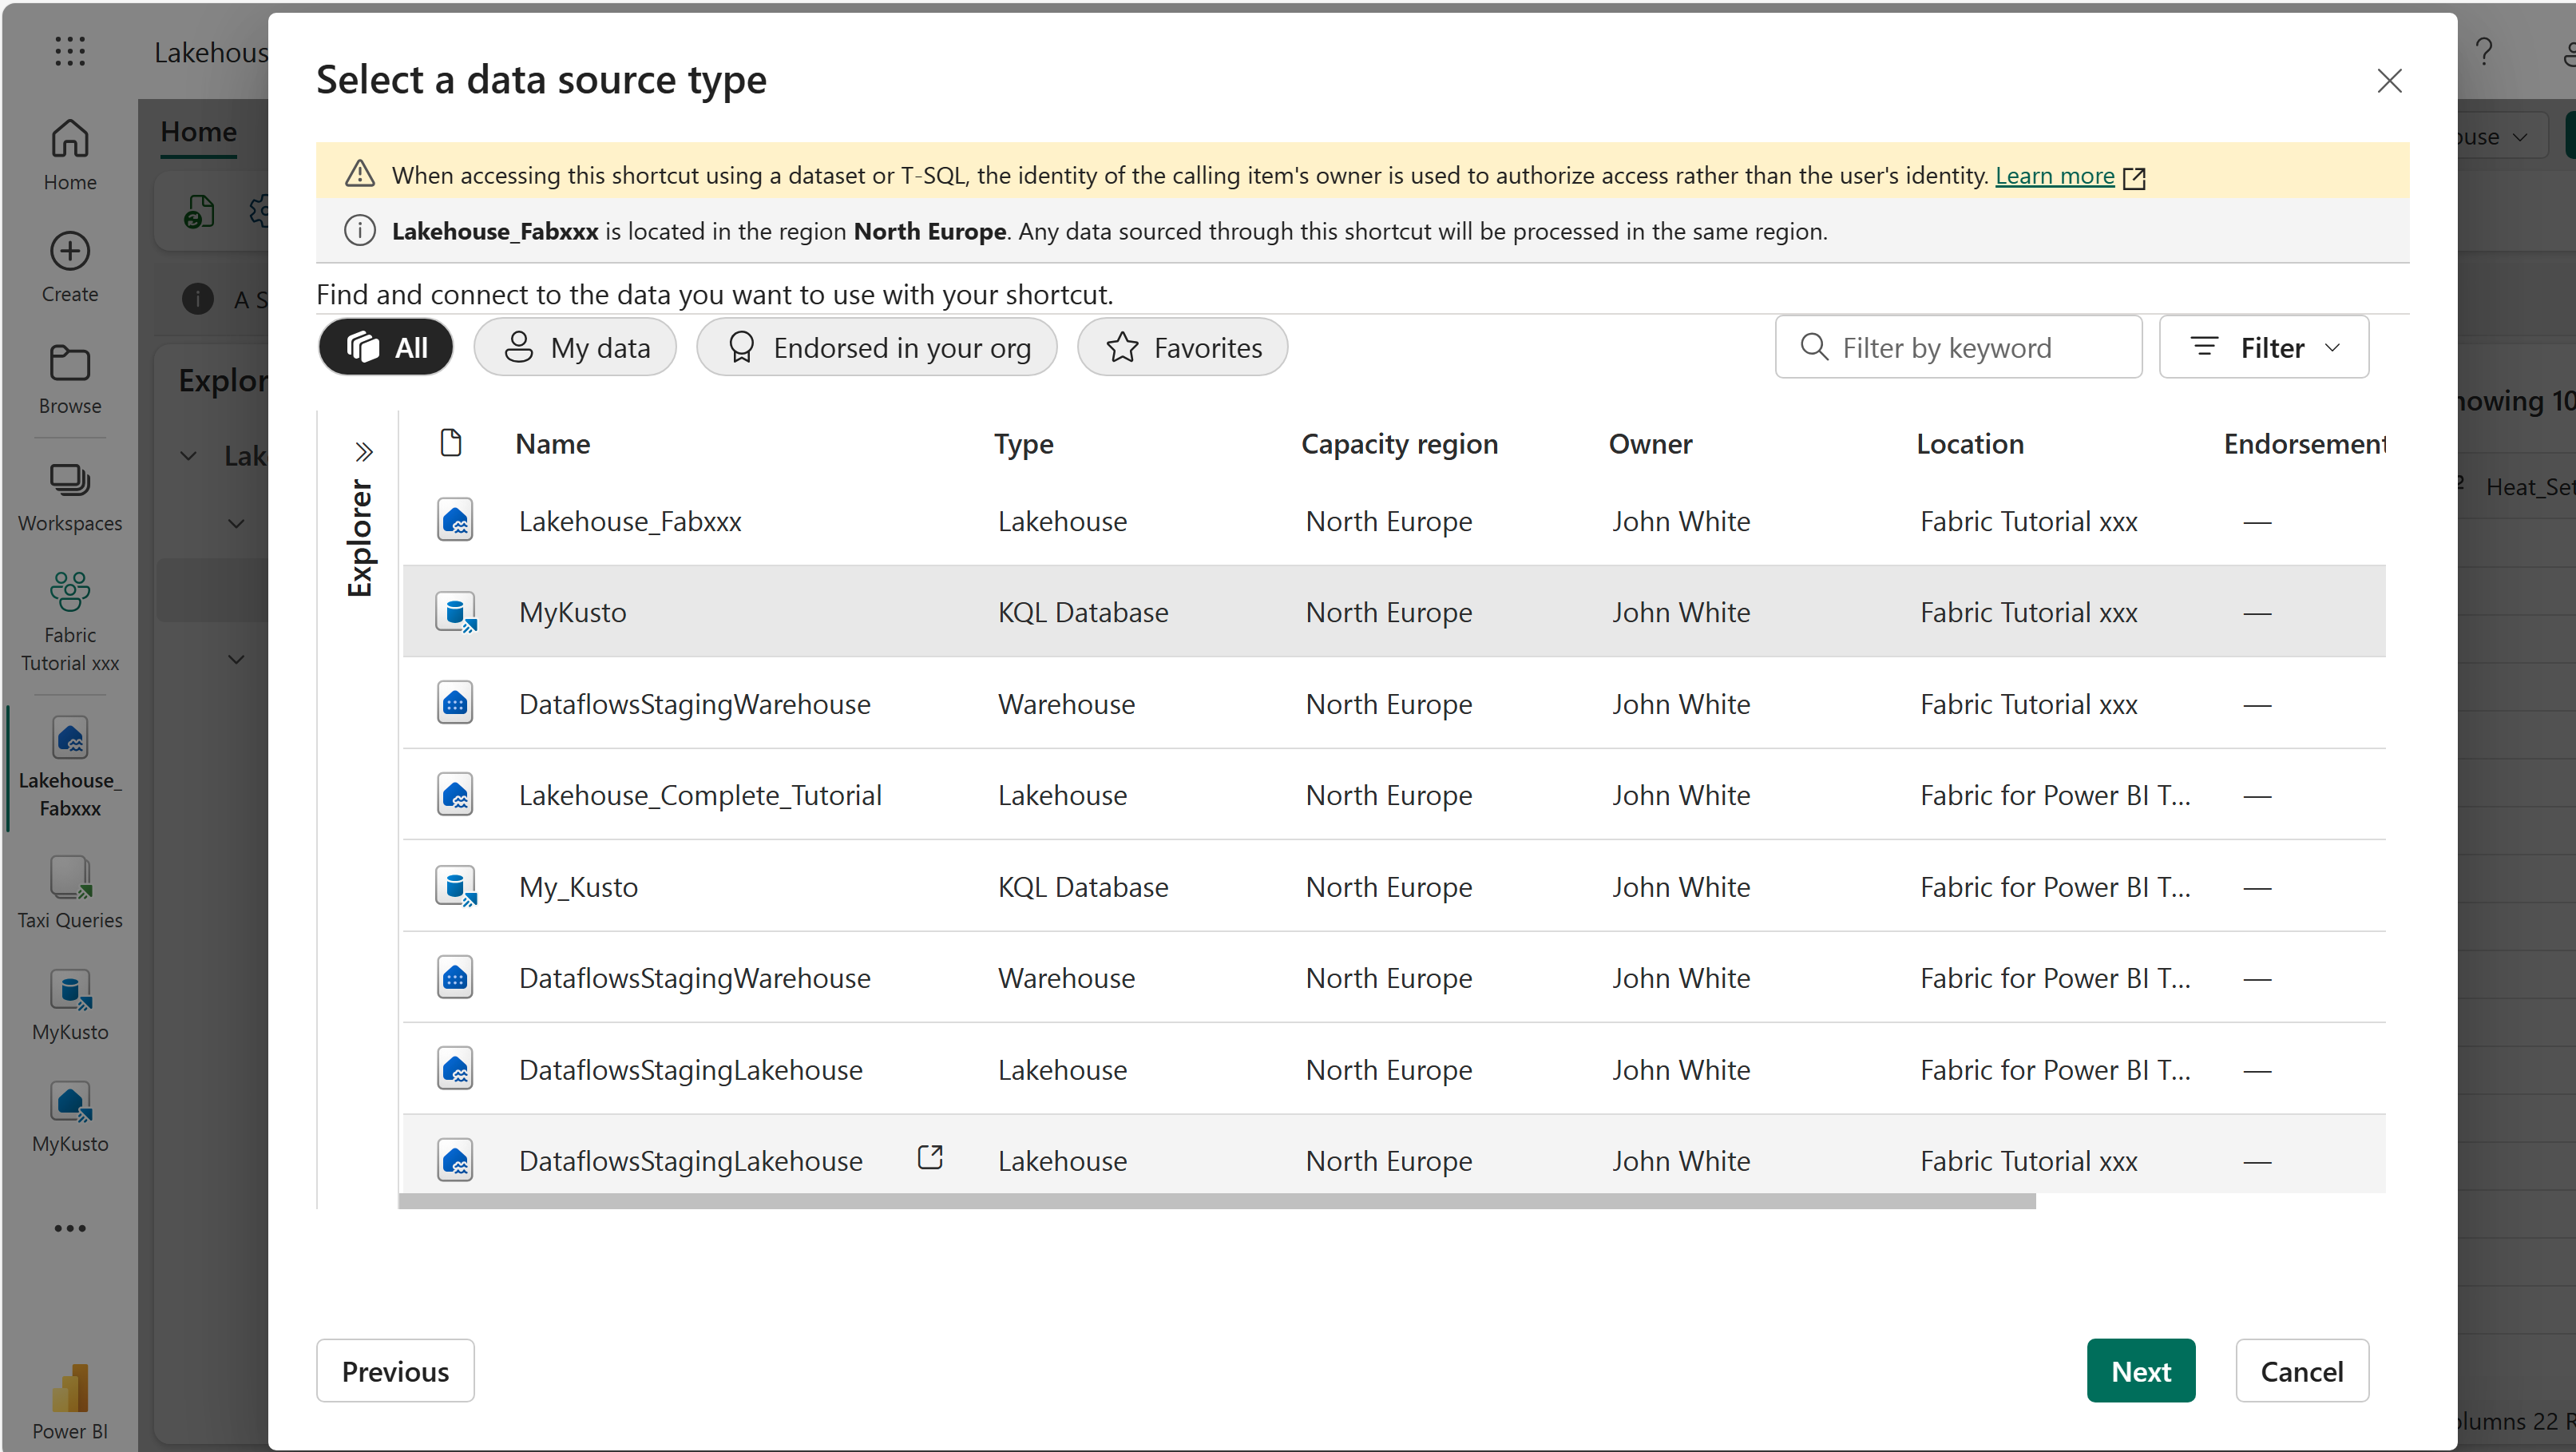 Lakehous
Home
Create
Browse
Workspaces
Fabric
Tutorial xxx
Lakehouse_
Fabxxx
Taxi Queries
MyKusto
MyKusto
Power BI
Home
A S
Explor
Lak
Select a data source type
When accessing this shortcut using a dataset or T-SQL, the identity of the calling item's owner is used to authorize access rather than the user's identity. Learn more
Lakehouse_Fabxxx is located in the region North Europe. Any data sourced through this shortcut will be processed in the same region.
Find and connect to the data you want to use with your shortcut.
All My data Endorsed in your org Favorites Filter by keyword Filter
Explorer
Name Type Capacity region Owner Location Endorsement
Lakehouse_Fabxxx Lakehouse North Europe John White Fabric Tutorial xxx —
MyKusto KQL Database North Europe John White Fabric Tutorial xxx —
DataflowsStagingWarehouse Warehouse North Europe John White Fabric Tutorial xxx —
Lakehouse_Complete_Tutorial Lakehouse North Europe John White Fabric for Power BI T... —
My_Kusto KQL Database North Europe John White Fabric for Power BI T... —
DataflowsStagingWarehouse Warehouse North Europe John White Fabric for Power BI T... —
DataflowsStagingLakehouse Lakehouse North Europe John White Fabric for Power BI T... —
DataflowsStagingLakehouse Lakehouse North Europe John White Fabric Tutorial xxx —
Previous Next Cancel
ouse
howing 10
Heat_Set
olumns 22 R